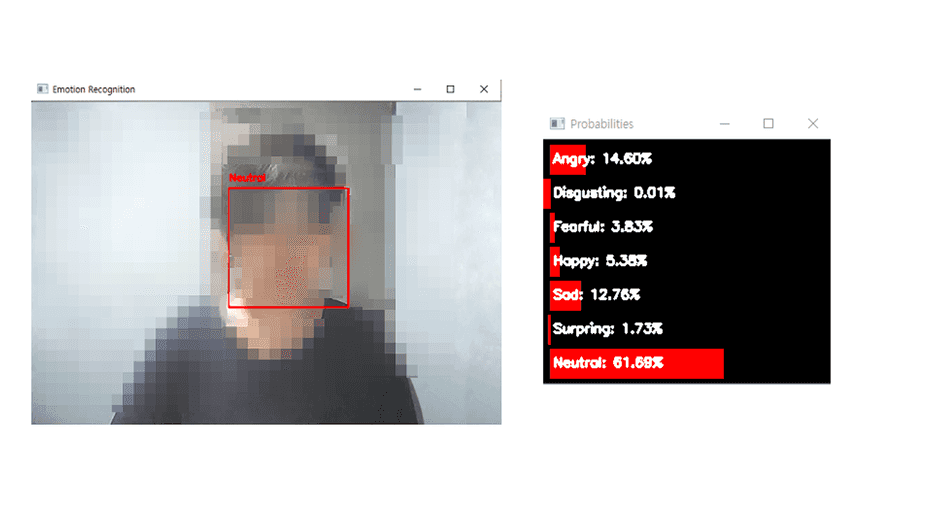 Emotion Recognition
Neutral
Probabilities
Angry: 14.60%
Disgusting: 0.01%
Fearful: 3.83%
Happy: 5.38%
Sad: 12.76%
Surpring: 1.73%
Neutral: 61.69%